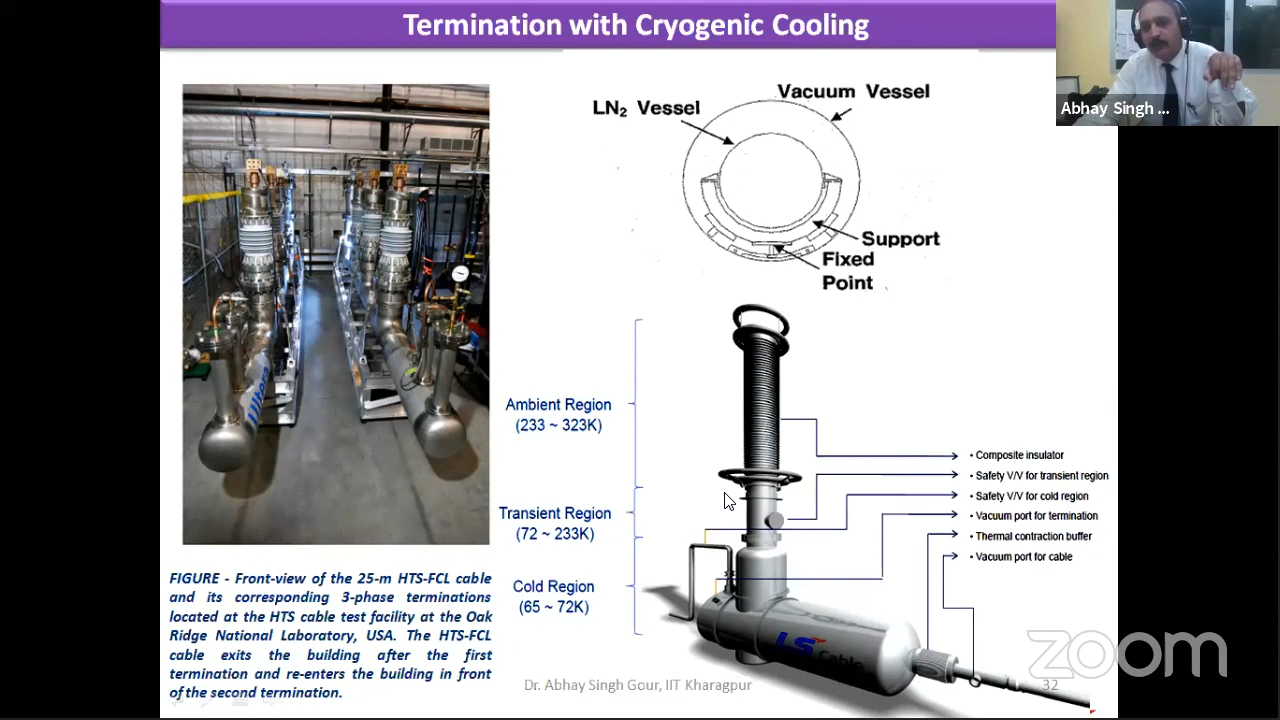 Termination with Cryogenic Cooling
Abhay Singh ...
LN2 Vessel
Vacuum Vessel
Support
Fixed
Point
Ultera
Ambient Region
(233 ~ 323K)
Transient Region
(72 ~ 233K)
Cold Region
(65 ~ 72K)
• Composite insulator
• Safety V/V for transient region
• Safety V/V for cold region
• Vacuum port for termination
• Thermal contraction buffer
• Vacuum port for cable
LS Cable
FIGURE - Front-view of the 25-m HTS-FCL cable
and its corresponding 3-phase terminations
located at the HTS cable test facility at the Oak
Ridge National Laboratory, USA. The HTS-FCL
cable exits the building after the first
termination and re-enters the building in front
of the second termination.
Dr. Abhay Singh Gour, IIT Kharagpur
32
zoom